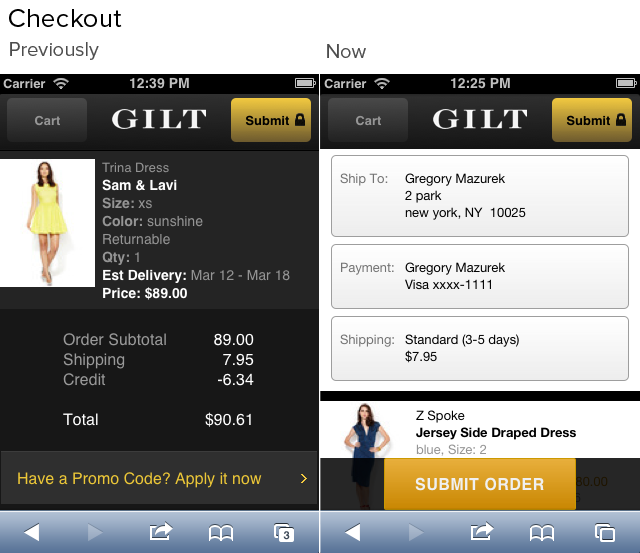 Checkout
Previously
Carrier 12:39 PM
Cart GILT Submit
Trina Dress
Sam & Lavi
Size: xs
Color: sunshine
Returnable
Qty: 1
Est Delivery: Mar 12 - Mar 18
Price: $89.00
Order Subtotal 89.00
Shipping 7.95
Credit -6.34
Total $90.61
Have a Promo Code? Apply it now
3
Now
Carrier 12:25 PM
Cart GILT Submit
Ship To: Gregory Mazurek
2 park
new york, NY 10025
Payment: Gregory Mazurek
Visa xxxx-1111
Shipping: Standard (3-5 days)
$7.95
Z Spoke
Jersey Side Draped Dress
blue, Size: 2
SUBMIT ORDER